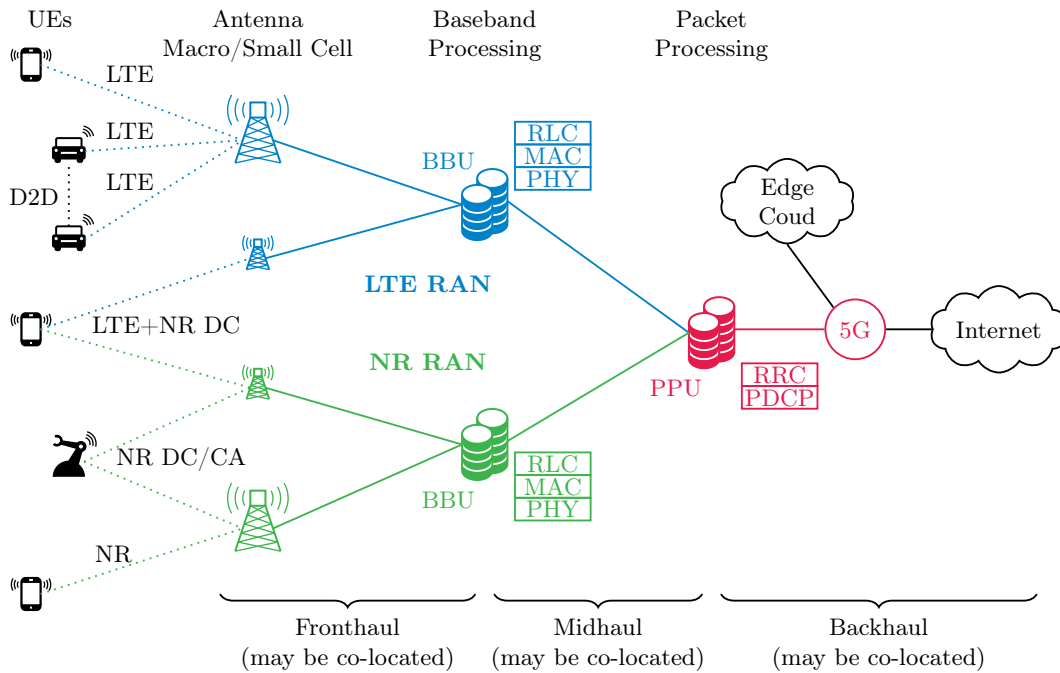 UEs
Antenna
Macro/Small Cell
Baseband
Processing
Packet
Processing
LTE
LTE
LTE
D2D
BBU
RLC
MAC
PHY
Edge
Coud
LTE RAN
LTE+NR DC
NR RAN
5G
Internet
PPU
RRC
PDCP
NR DC/CA
BBU
RLC
MAC
PHY
NR
Fronthaul
(may be co-located)
Midhaul
(may be co-located)
Backhaul
(may be co-located)